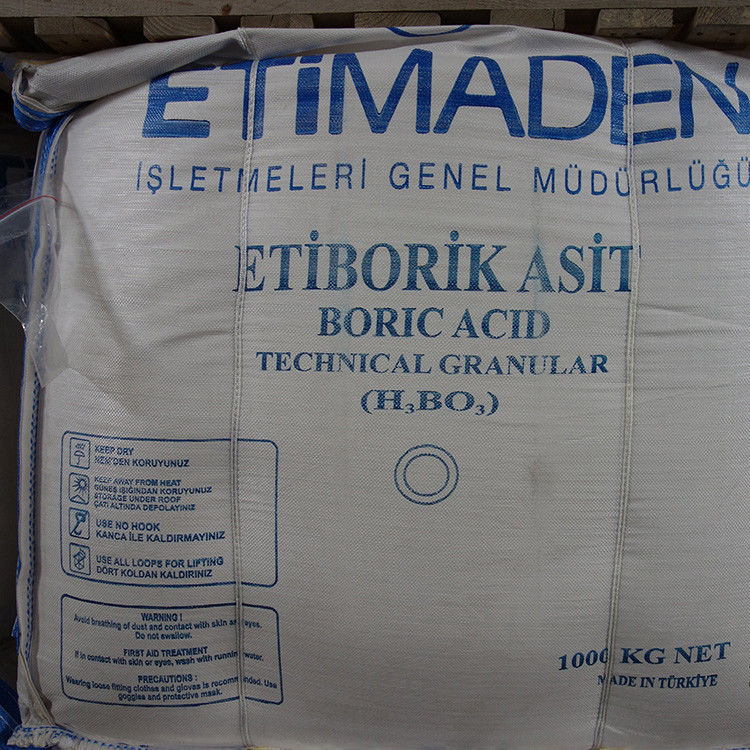 ETİMADEN
İŞLETMELERİ GENEL MÜDÜRLÜĞÜ
ETİBORİK ASİT
BORIC ACID
TECHNICAL GRANULAR
(H₃BO₃)
KEEP DRY
NEM'DEN KORUYUNUZ
KEEP AWAY FROM HEAT
GÜNEŞ IŞIĞINDAN KORUYUNUZ
STORAGE UNDER ROOF
ÇATI ALTINDA DEPOLAYINIZ
USE NO HOOK
KANCA İLE KALDIRMAYINIZ
USE ALL LOOPS FOR LIFTING
DÖRT KOLDAN KALDIRINIZ
WARNING !
Avoid breathing of dust and contact with skin and eyes.
Do not swallow.
FIRST AID TREATMENT
If in contact with skin or eyes, wash with running water.
PRECAUTIONS :
Wearing loose fitting clothes and gloves is recommended. Use
goggles and protective mask.
1000 KG NET
MADE IN TÜRKİYE